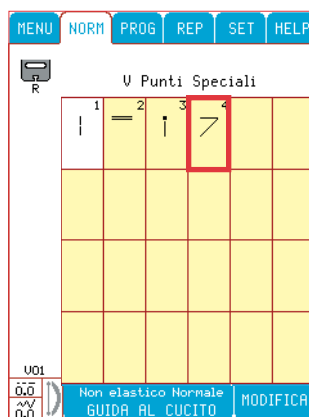 MENU NORM PROG REP SET HELP
R
V Punti Speciali
1 2 3 4
V01
0.0
0.0
Non elastico Normale
GUIDA AL CUCITO
MODIFICA